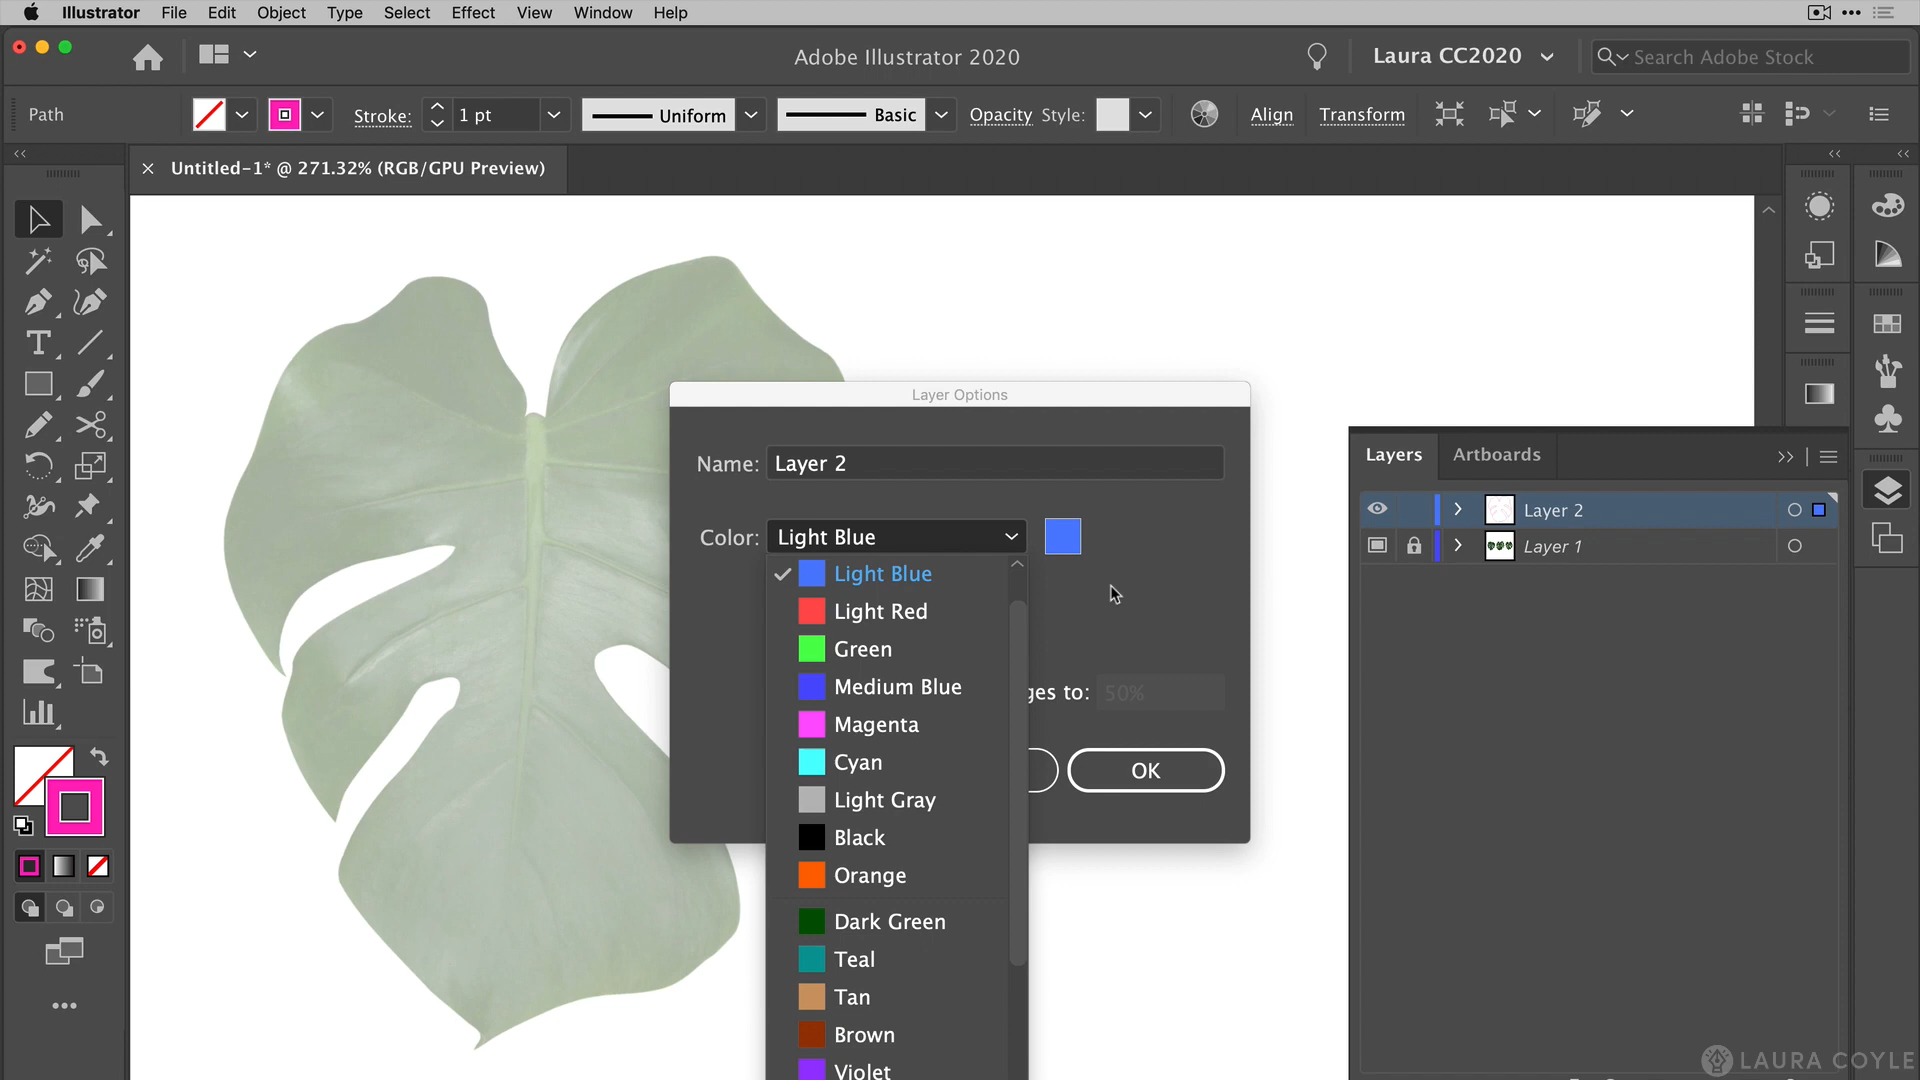 Illustrator File Edit Object Type Select Effect View Window Help
Adobe Illustrator 2020
Laura CC2020
Search Adobe Stock
Path
Stroke:
1 pt
Uniform
Basic
Opacity
Style:
Align
Transform
Untitled-1* @ 271.32% (RGB/GPU Preview)
Layer Options
Name:
Layer 2
Color:
Light Blue
Light Blue
Light Red
Green
Medium Blue
Magenta
Cyan
Light Gray
Black
Orange
Dark Green
Teal
Tan
Brown
Violet
to:
50%
OK
Layers
Artboards
Layer 2
Layer 1
LAURA COYLE